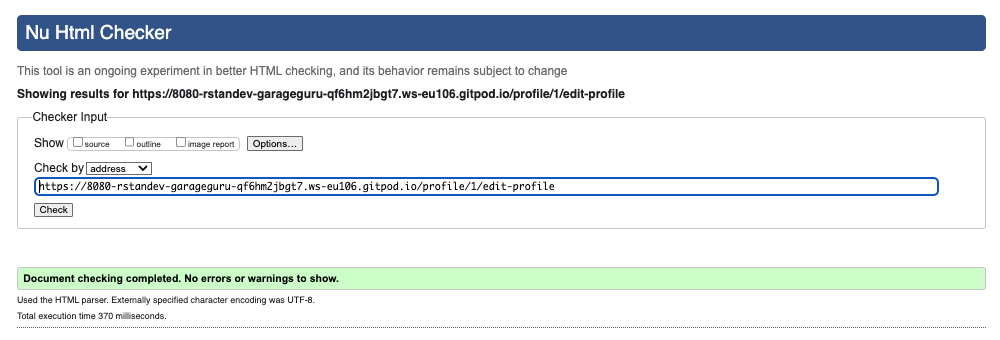 Nu Html Checker
This tool is an ongoing experiment in better HTML checking, and its behavior remains subject to change
Showing results for https://8080-rstandev-garageguru-qf6hm2jbgt7.ws-eu106.gitpod.io/profile/1/edit-profile
Checker Input
Show source outline image report Options...
Check by address
https://8080-rstandev-garageguru-qf6hm2jbgt7.ws-eu106.gitpod.io/profile/1/edit-profile
Check
Document checking completed. No errors or warnings to show.
Used the HTML parser. Externally specified character encoding was UTF-8.
Total execution time 370 milliseconds.